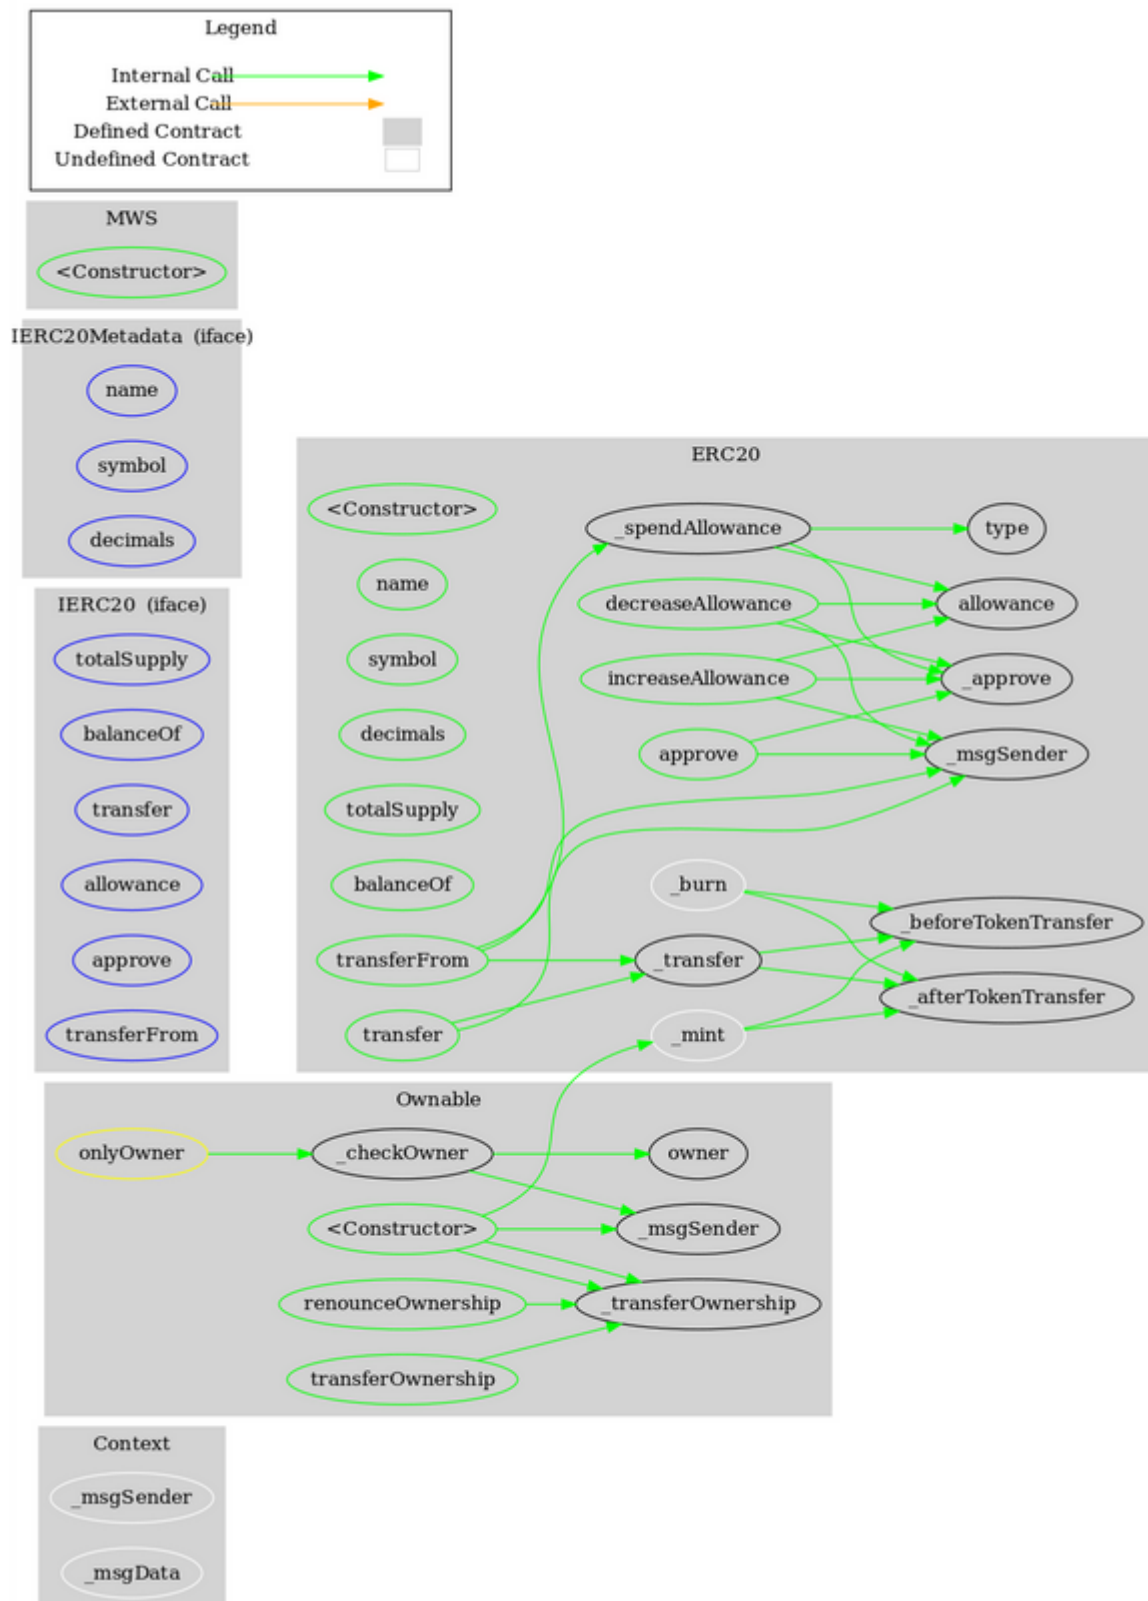 Legend
Internal Call
External Call
Defined Contract
Undefined Contract
MWS
<Constructor>
IERC20Metadata (iface)
name
symbol
decimals
IERC20 (iface)
totalSupply
balanceOf
transfer
allowance
approve
transferFrom
ERC20
<Constructor>
name
symbol
decimals
totalSupply
balanceOf
transferFrom
transfer
_spendAllowance
decreaseAllowance
increaseAllowance
approve
_burn
_transfer
_mint
type
allowance
_approve
_msgSender
_beforeTokenTransfer
_afterTokenTransfer
Ownable
onlyOwner
_checkOwner
<Constructor>
renounceOwnership
transferOwnership
owner
_msgSender
_transferOwnership
Context
_msgSender
_msgData